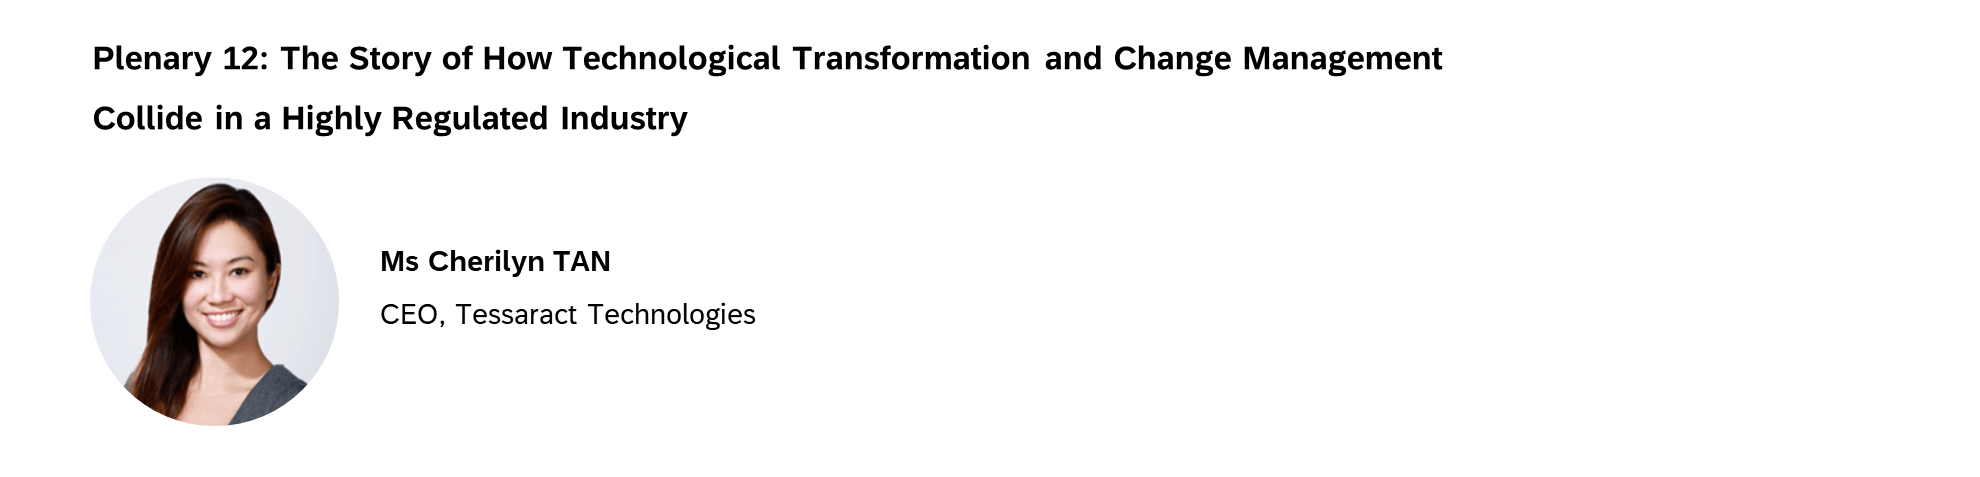 Plenary 12: The Story of How Technological Transformation and Change Management
Collide in a Highly Regulated Industry
Ms Cherilyn TAN
CEO, Tessaract Technologies